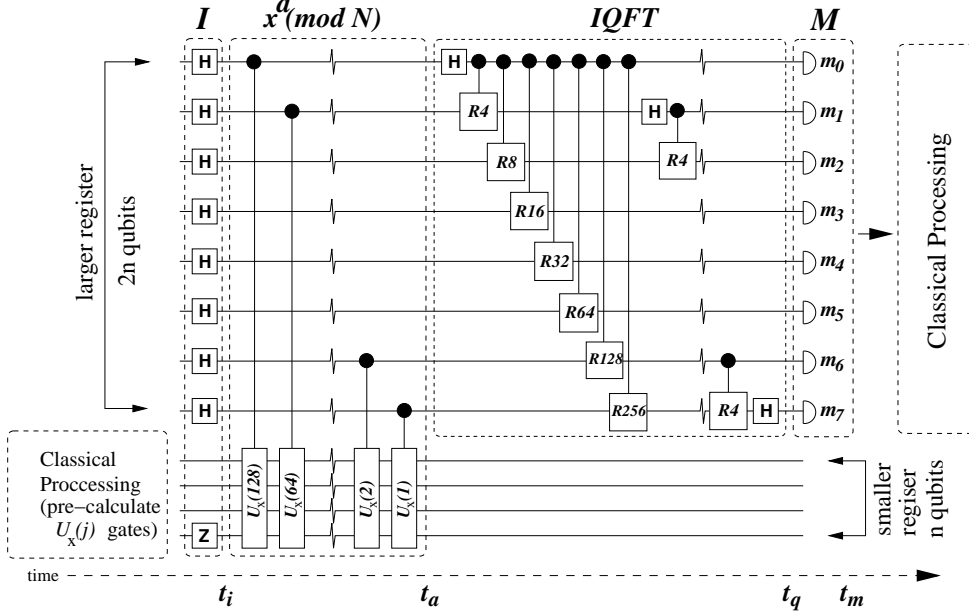 I x^a (mod N) IQFT M
H H m0
H R4 H m1
H R8 R4 m2
H R16 m3
H R32 m4
H R64 m5
H R128 m6
H R256 R4 H m7
larger register
2n qubits
Classical Processing
Classical
Proccessing
(pre-calculate
Ux(j) gates)
Ux(128) Ux(64) Ux(2) Ux(1)
Z
smaller
regiser
n qubits
time
ti ta tq tm